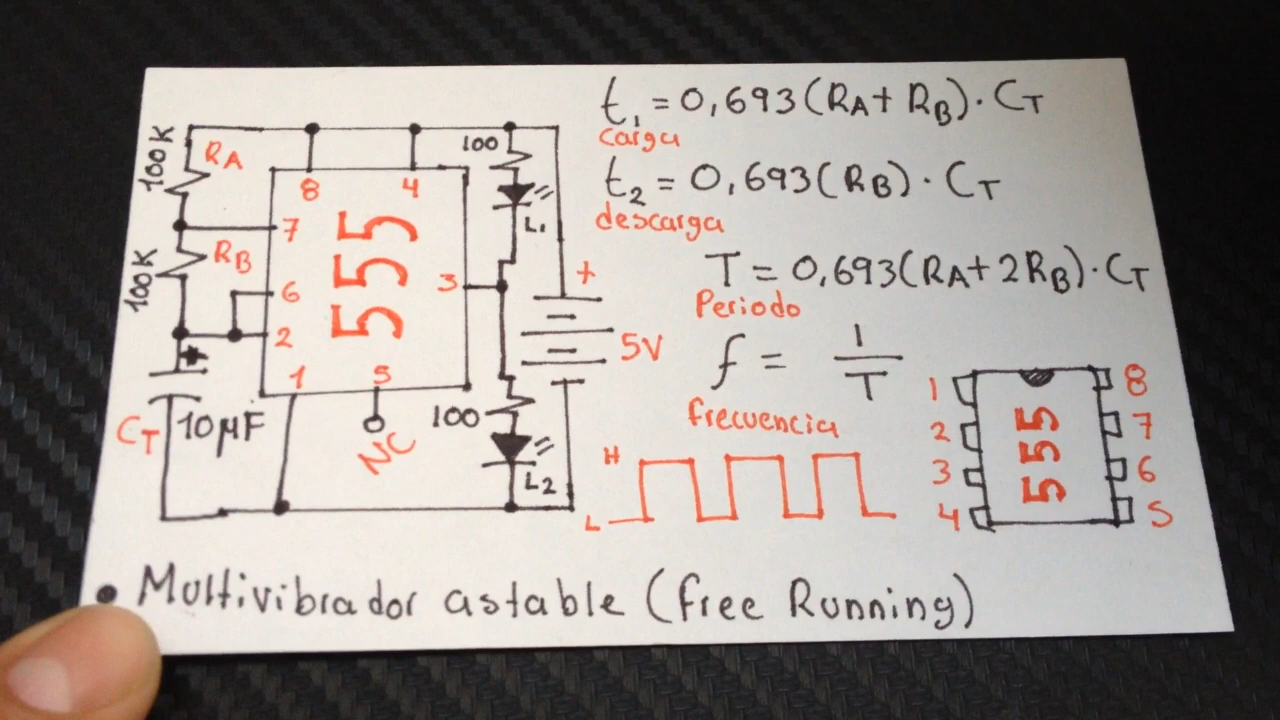 t₁ = 0,693(RA + RB) · CT
carga
t₂ = 0,693(RB) · CT
descarga
T = 0,693(RA + 2RB) · CT
Periodo
f = 1/T
frecuencia
100K
RA
8
4
100
L₁
7
100K
RB
555
6
3
+
2
5V
+
1
5
100
CT
10µF
NC
L₂
H
L
1
8
2
7
555
3
6
4
5
• Multivibrador astable (free Running)